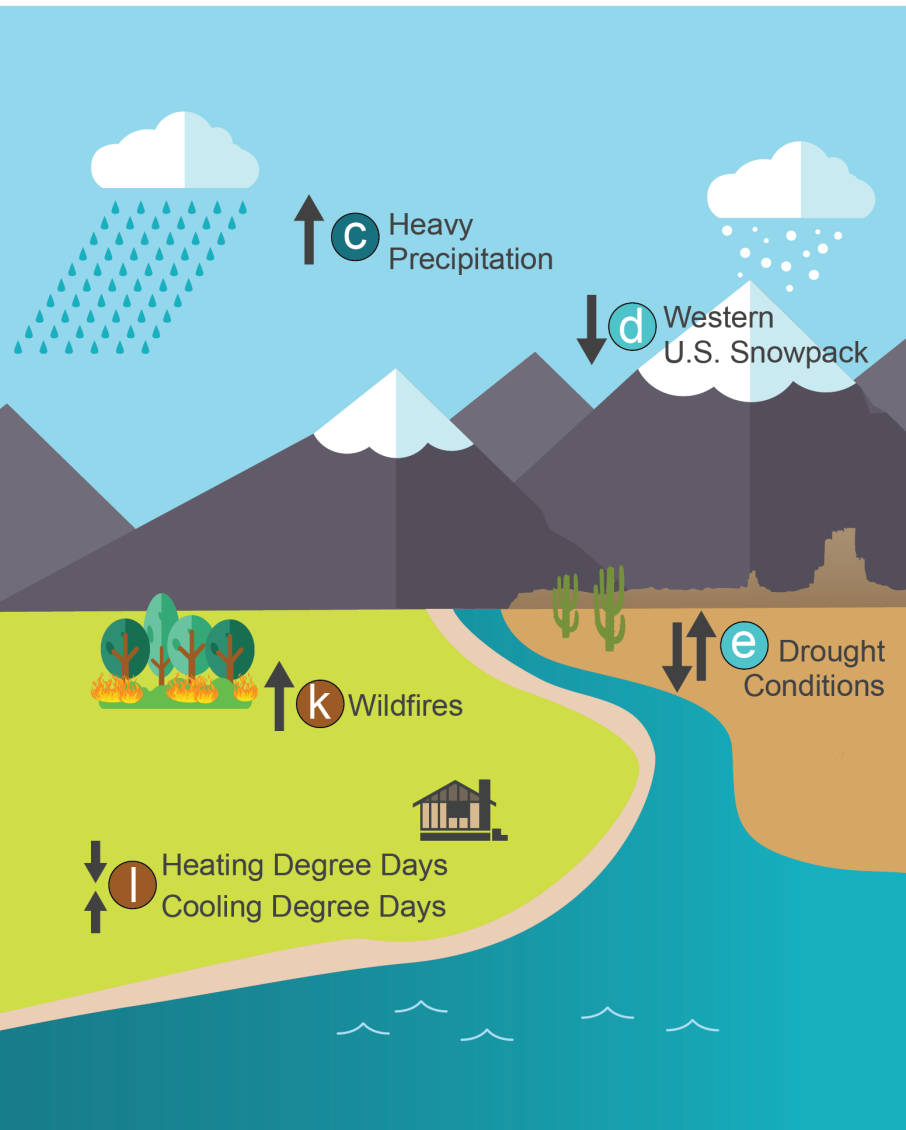 c
Heavy
Precipitation
d
Western
U.S. Snowpack
e
Drought
Conditions
k
Wildfires
l
Heating Degree Days
Cooling Degree Days